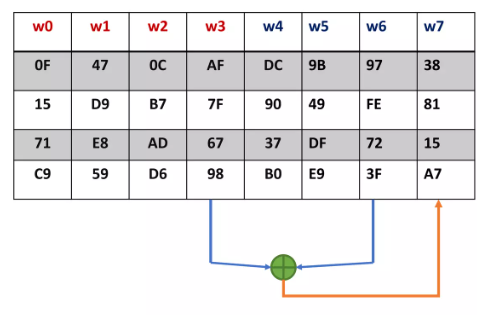 w0 w1 w2 w3 w4 w5 w6 w7
0F 47 0C AF DC 9B 97 38
15 D9 B7 7F 90 49 FE 81
71 E8 AD 67 37 DF 72 15
C9 59 D6 98 B0 E9 3F A7